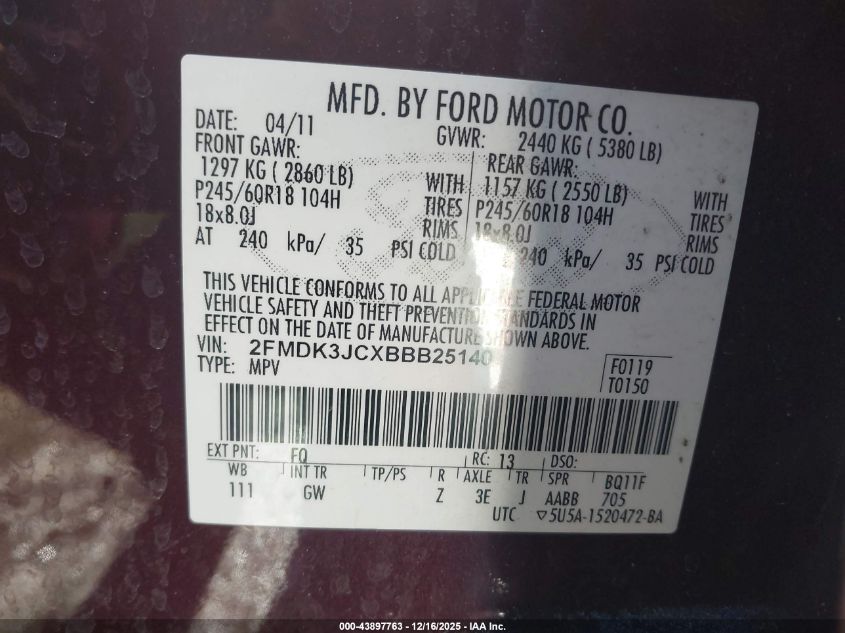 MFD. BY FORD MOTOR CO.
DATE: 04/11 GVWR: 2440 KG ( 5380 LB)
FRONT GAWR: REAR GAWR:
1297 KG ( 2860 LB) WITH 1157 KG ( 2550 LB) WITH
P245/60R18 104H TIRES P245/60R18 104H TIRES
18x8.0J RIMS 18x8.0J RIMS
AT 240 kPa/ 35 PSI COLD 240 kPa/ 35 PSI COLD
THIS VEHICLE CONFORMS TO ALL APPLICABLE FEDERAL MOTOR
VEHICLE SAFETY AND THEFT PREVENTION STANDARDS IN
EFFECT ON THE DATE OF MANUFACTURE SHOWN ABOVE.
VIN: 2FMDK3JCXBBB25140
TYPE: MPV F0119
T0150
EXT PNT: FQ RC: 13 DSO:
WB INT TR TP/PS R AXLE TR SPR BQ11F
111 GW Z 3E J AABB 705
UTC ▽5U5A-1520472-BA
000-43897763 - 12/16/2025 - IAA Inc.